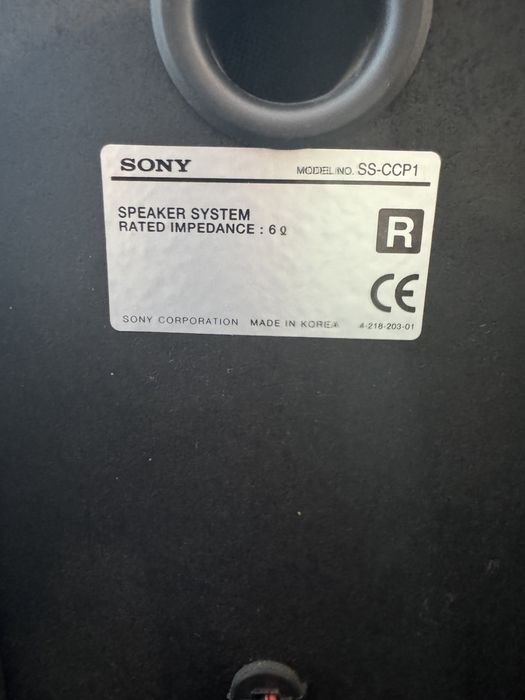 SONY
MODEL NO. SS-CCP1
SPEAKER SYSTEM
RATED IMPEDANCE : 6 Ω
R
CE
SONY CORPORATION MADE IN KOREA 4-218-203-01